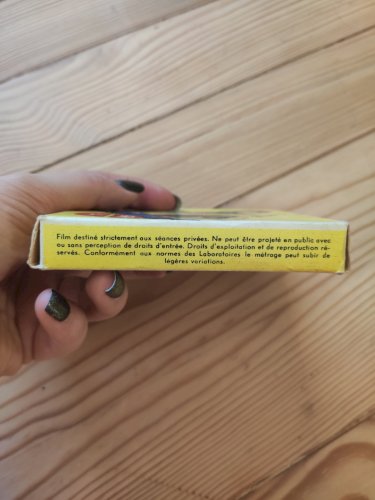 Film destiné strictement aux séances privées. Ne peut être projeté en public avec
ou sans perception de droits d'entrée. Droits d'exploitation et de reproduction ré-
servés. Conformément aux normes des Laboratoires le métrage peut subir de
légères variations.